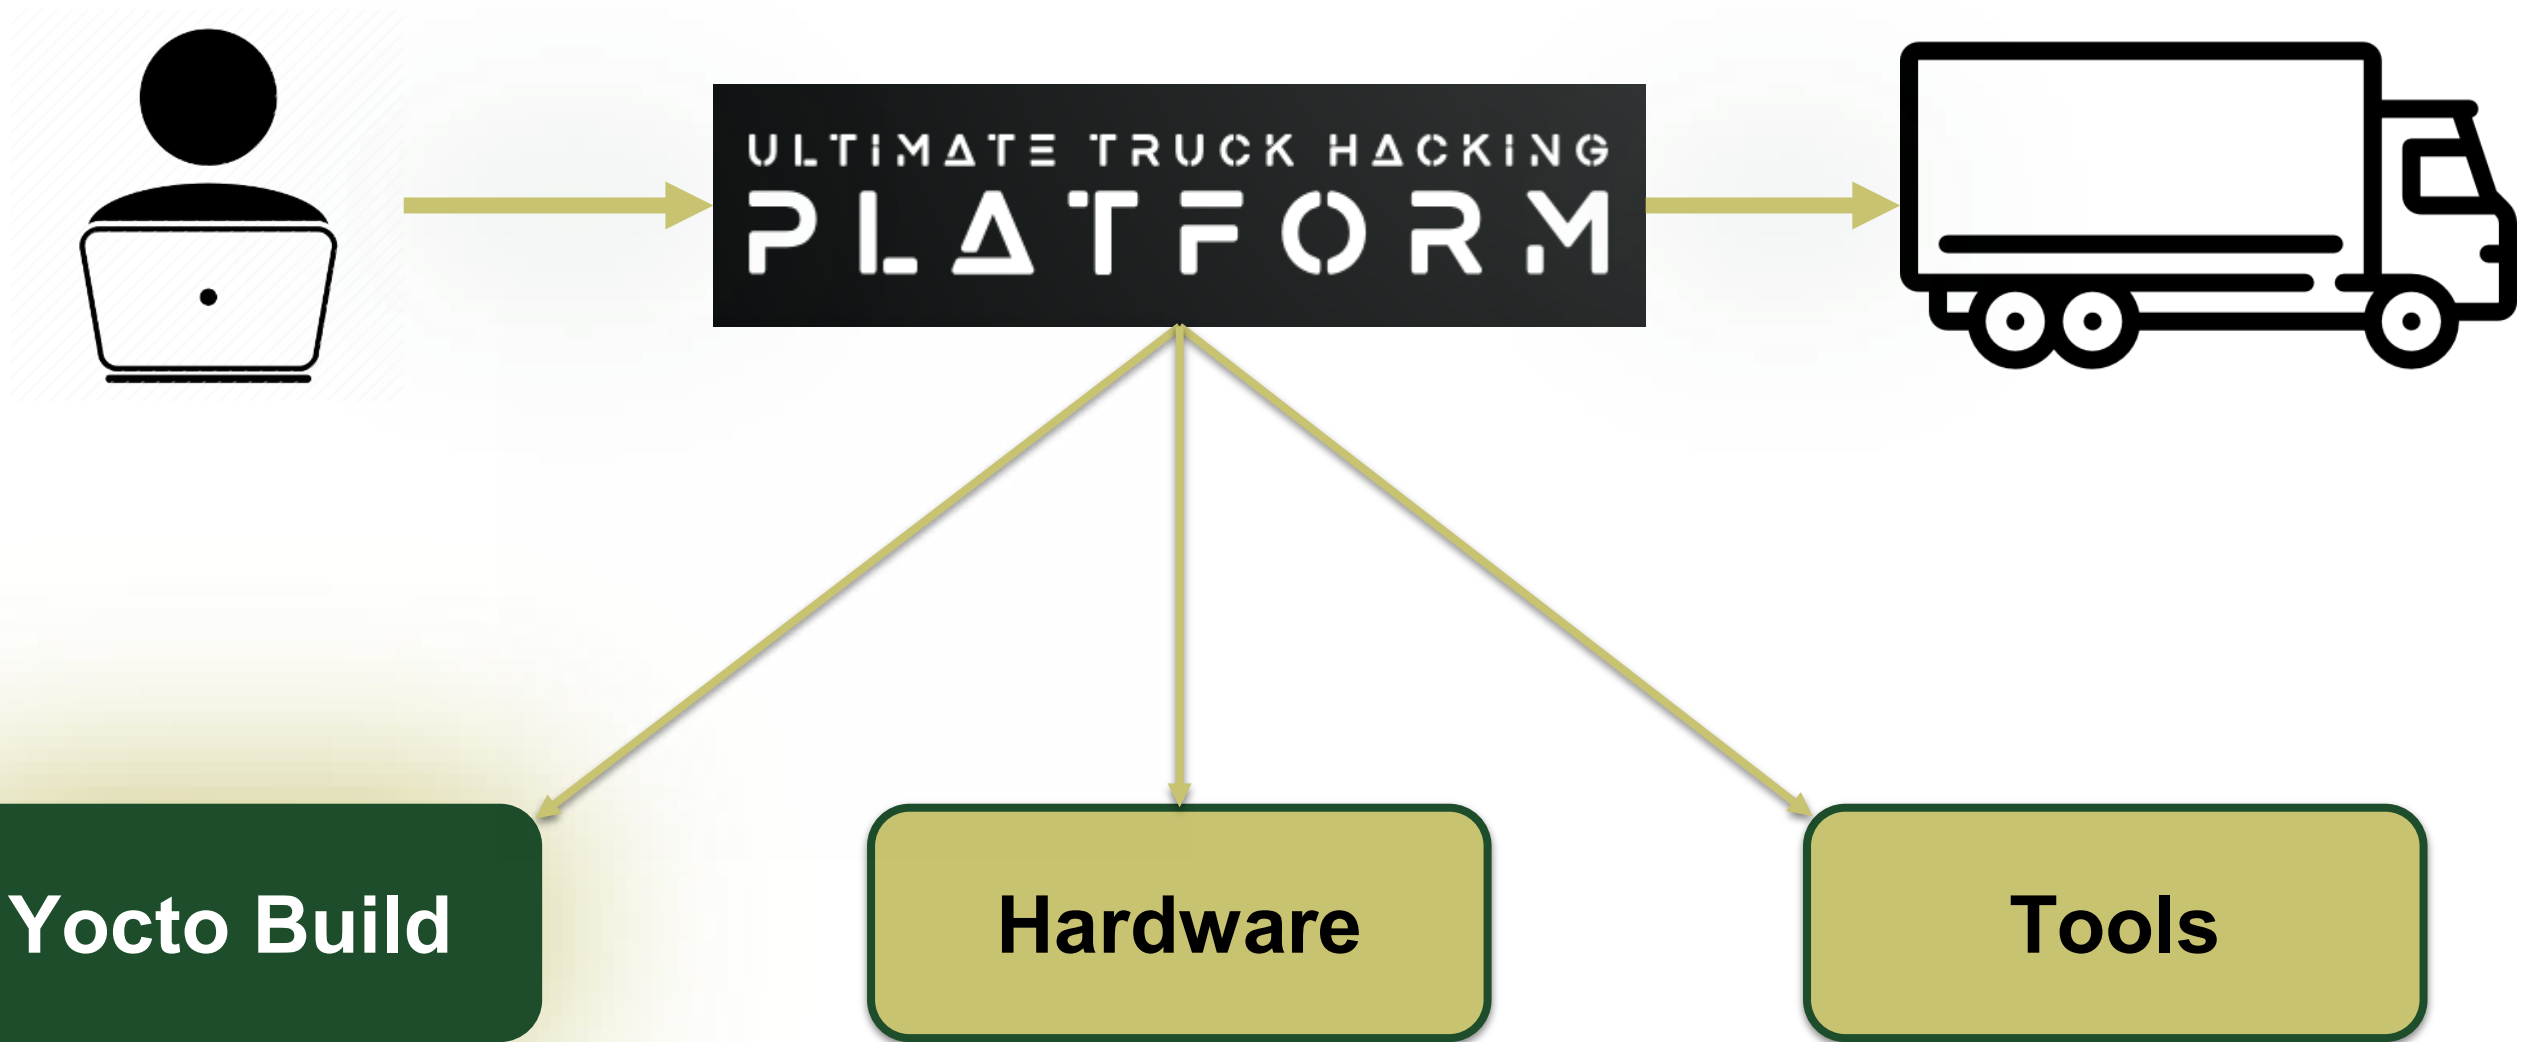 ULTIMATE TRUCK HACKING
PLATFORM
Yocto Build
Hardware
Tools